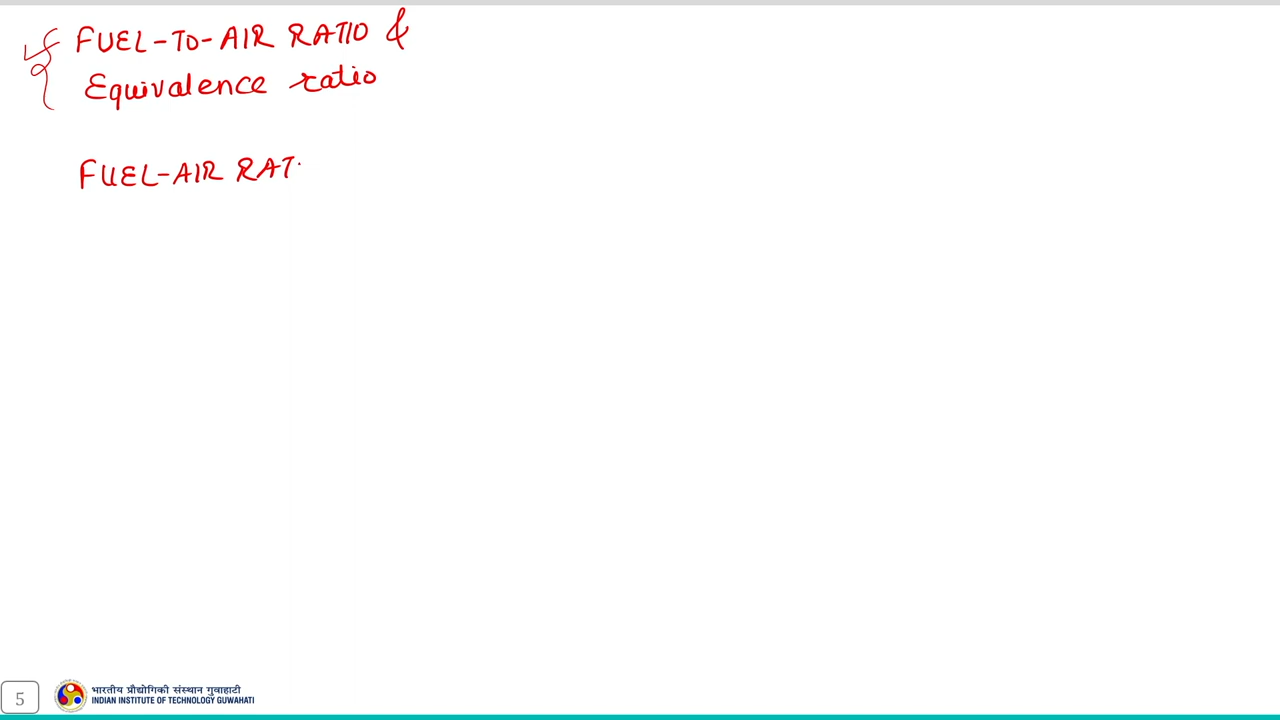 FUEL-TO-AIR RATIO &
Equivalence ratio
FUEL-AIR RAT
5
भारतीय प्रौद्योगिकी संस्थान गुवाहाटी
INDIAN INSTITUTE OF TECHNOLOGY GUWAHATI